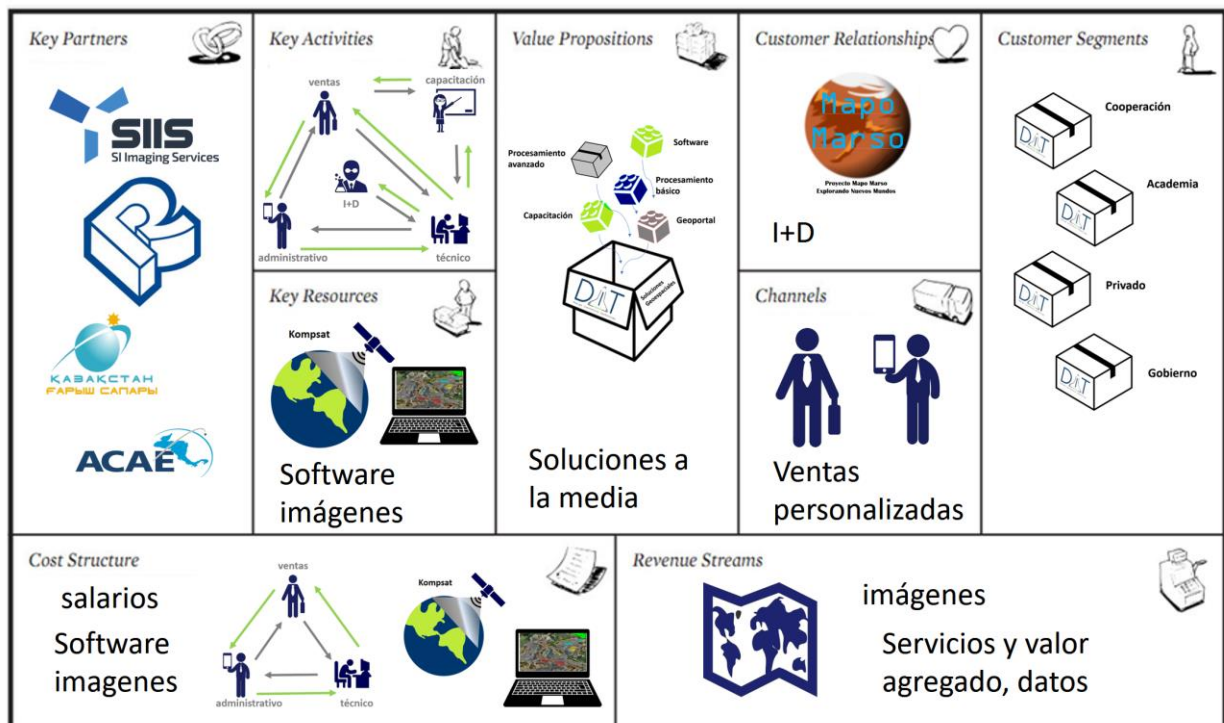 Key Partners
SIIS
SI Imaging Services
ҚАЗАҚСТАН
ҒАРЫШ САПАРЫ
ACAE
Key Activities
ventas
capacitación
I+D
administrativo
técnico
Key Resources
Kompsat
Software
imágenes
Value Propositions
Software
Procesamiento
avanzado
Procesamiento
básico
Capacitación
Geoportal
Soluciones
Geoespaciales
Soluciones a
la media
Customer Relationships
Mapo
Marso
Proyecto Mapo Marso
Explorando Nuevos Mundos
I+D
Channels
Ventas
personalizadas
Customer Segments
Cooperación
Academia
Privado
Gobierno
Cost Structure
salarios
Software
imagenes
ventas
administrativo
técnico
Kompsat
Revenue Streams
imágenes
Servicios y valor
agregado, datos